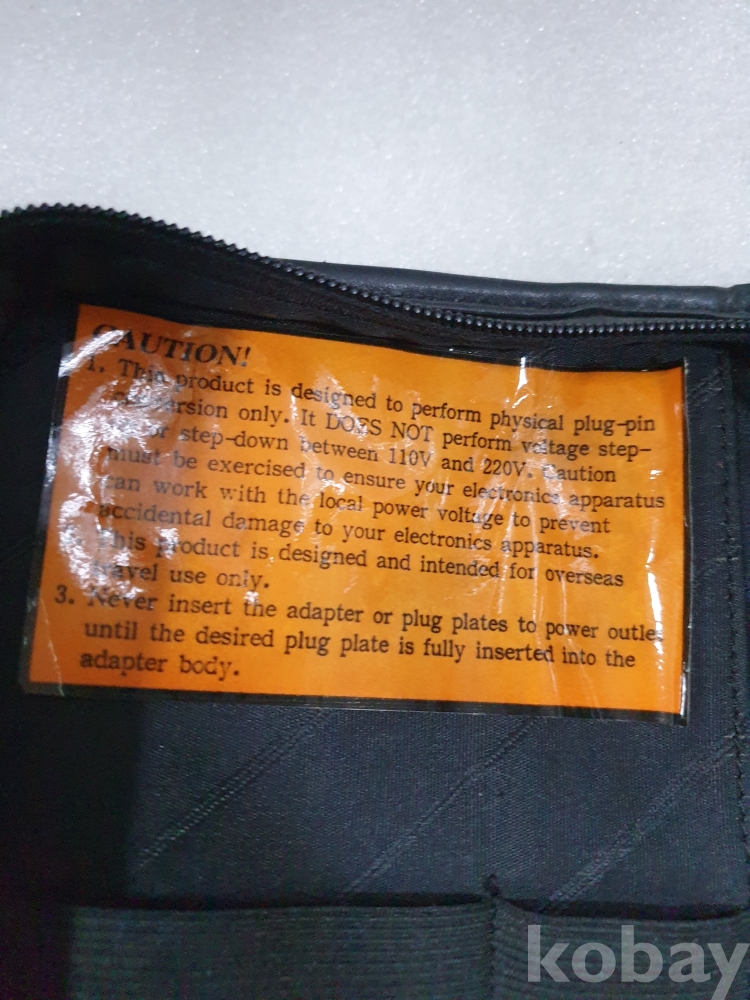 CAUTION!
1. This product is designed to perform physical plug-pin
conversion only. It DOES NOT perform voltage step-
up or step-down between 110V and 220V. Caution
must be exercised to ensure your electronics apparatus
can work with the local power voltage to prevent
accidental damage to your electronics apparatus.
This product is designed and intended for overseas
travel use only.
3. Never insert the adapter or plug plates to power outlet
until the desired plug plate is fully inserted into the
adapter body.
kobay